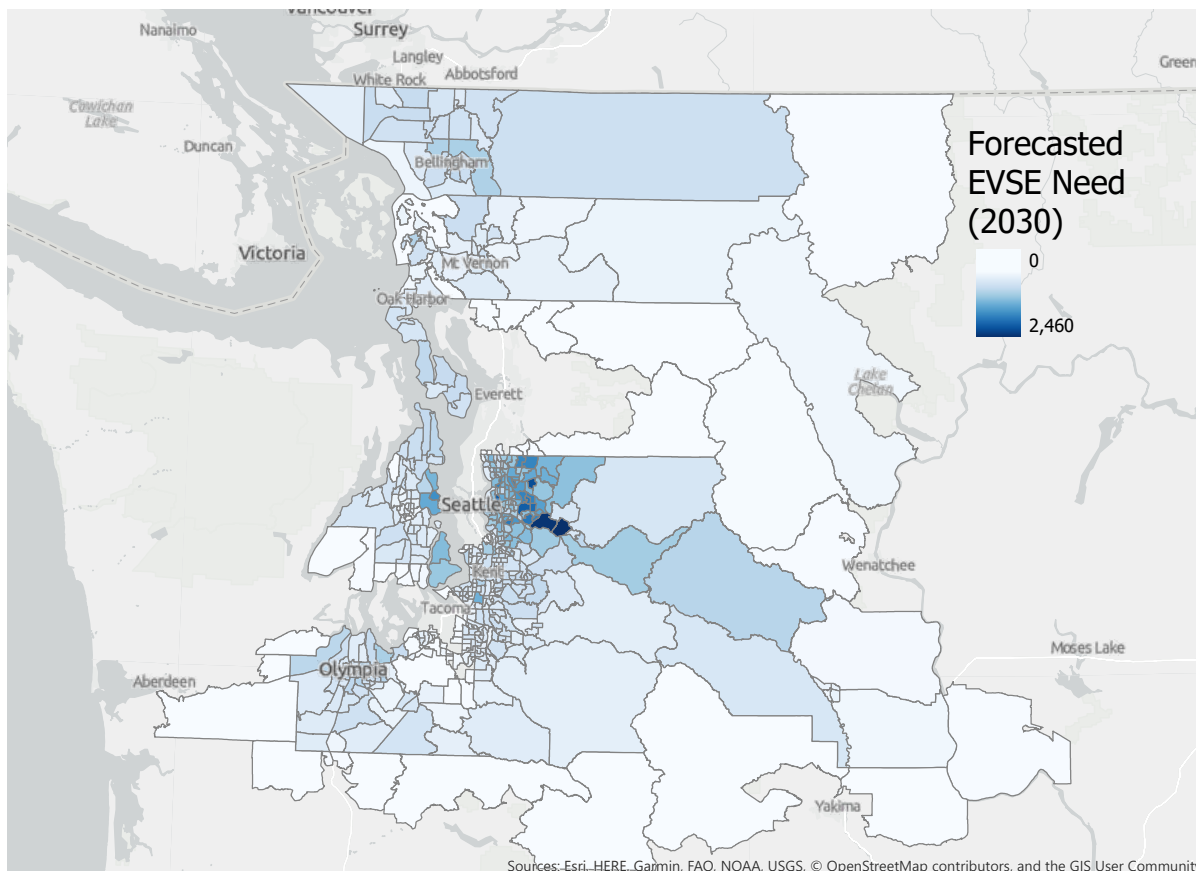 Vancouver
Nanaimo
Surrey
Langley
White Rock
Abbotsford
Green
Cowichan
Lake
Duncan
Bellingham
Forecasted
EVSE Need
(2030)
0
2,460
Victoria
Mt Vernon
Oak Harbor
Lake
Chelan
Everett
Seattle
Wenatchee
Kent
Tacoma
Moses Lake
Olympia
Aberdeen
Yakima
Sources: Esri, HERE, Garmin, FAO, NOAA, USGS, © OpenStreetMap contributors, and the GIS User Community